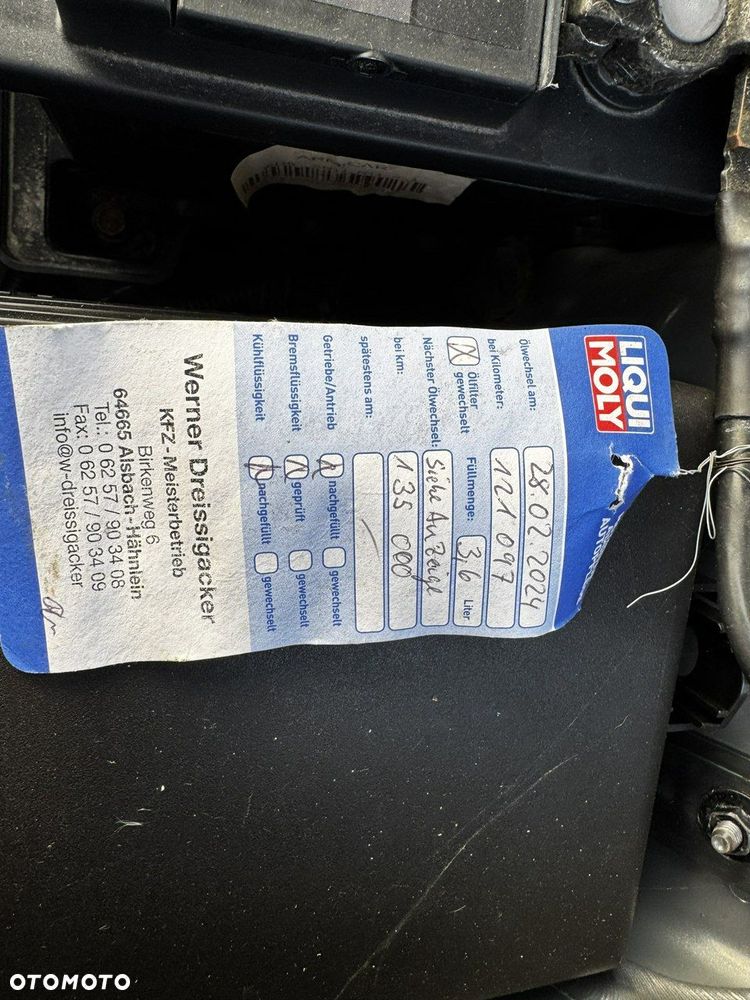 LIQUI
MOLY
Ölwechsel am: 28.02.2024
bei Kilometer: 121 097
☒ Ölfilter gewechselt Füllmenge: 3,6 Liter
Nächster Ölwechsel: Siehe Anzeige
bei km: 135 000
spätestens am: —
Getriebe/Antrieb nachgefüllt gewechselt
Bremsflüssigkeit geprüft gewechselt
Kühlflüssigkeit nachgefüllt gewechselt
Werner Dreissigacker
KFZ-Meisterbetrieb
Birkenweg 6
64665 Alsbach-Hähnlein
Tel.: 0 62 57 / 90 34 08
Fax: 0 62 57 / 90 34 09
info@w-dreissigacker
OTOMOTO